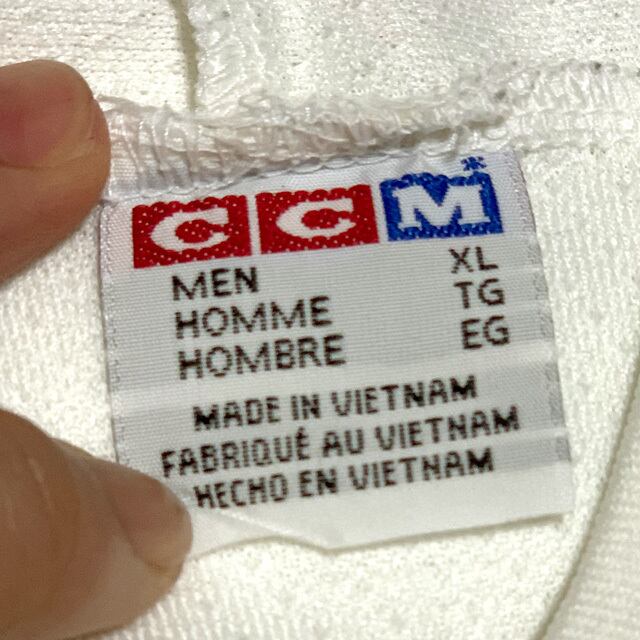 CCM*
MEN XL
HOMME TG
HOMBRE EG
MADE IN VIETNAM
FABRIQUÉ AU VIETNAM
HECHO EN VIETNAM